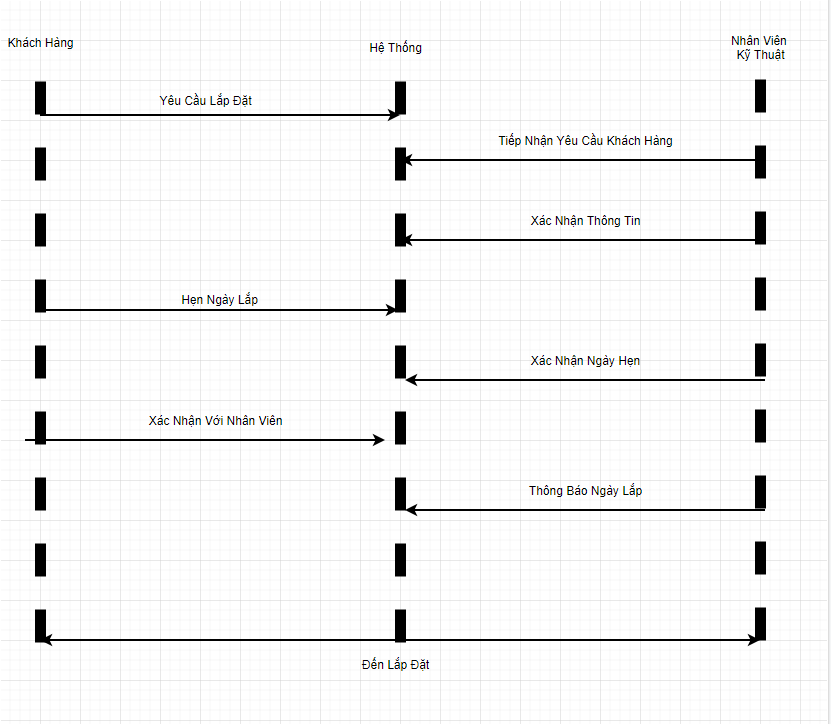 Khách Hàng
Hệ Thống
Nhân Viên
Kỹ Thuật
Yêu Cầu Lắp Đặt
Tiếp Nhận Yêu Cầu Khách Hàng
Xác Nhận Thông Tin
Hẹn Ngày Lắp
Xác Nhận Ngày Hẹn
Xác Nhận Với Nhân Viên
Thông Báo Ngày Lắp
Đến Lắp Đặt